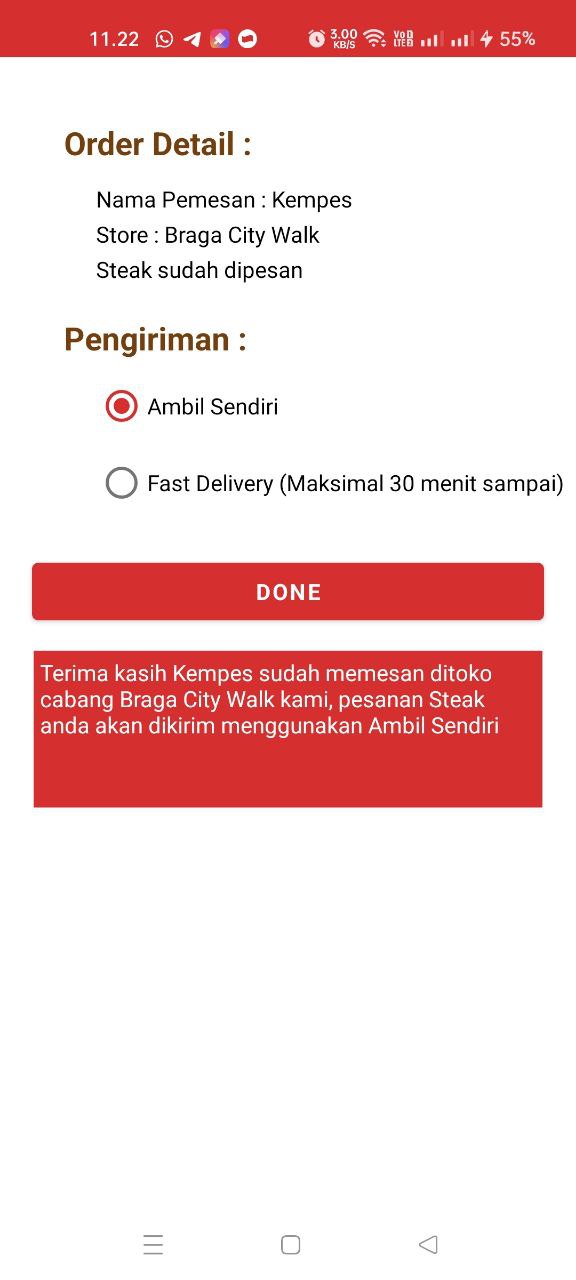 11.22 3.00 KB/S VoD LTE 55%
Order Detail :
Nama Pemesan : Kempes
Store : Braga City Walk
Steak sudah dipesan
Pengiriman :
Ambil Sendiri
Fast Delivery (Maksimal 30 menit sampai)
DONE
Terima kasih Kempes sudah memesan ditoko
cabang Braga City Walk kami, pesanan Steak
anda akan dikirim menggunakan Ambil Sendiri